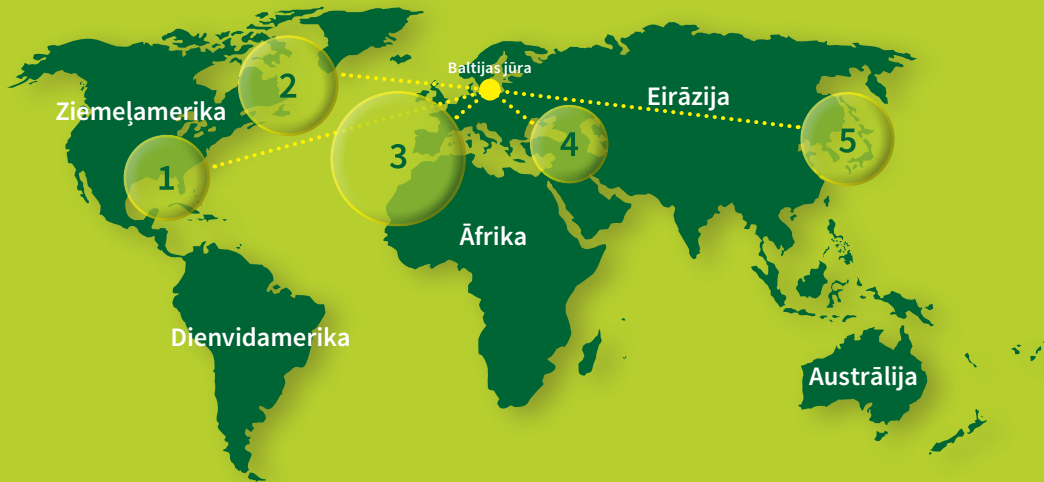 Baltijas jūra
2
Ziemeļamerika
Eirāzija
5
4
3
1
Āfrika
Dienvidamerika
Austrālija